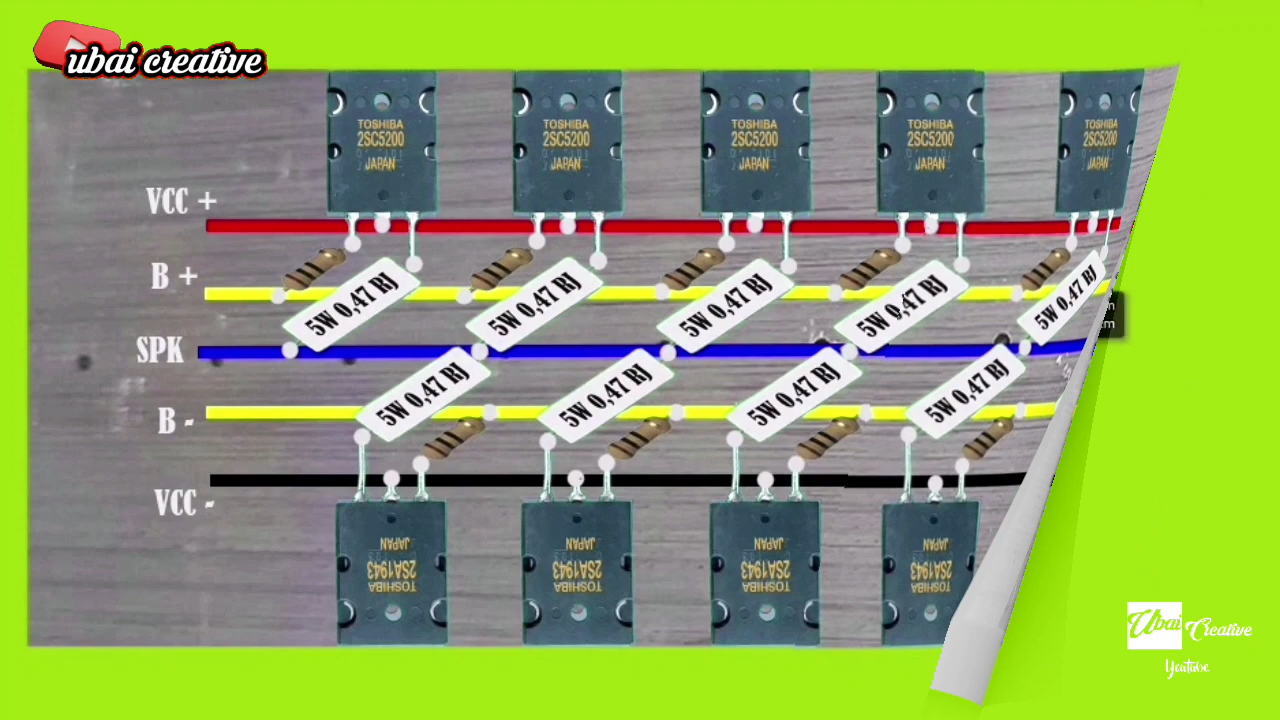 ubai creative
TOSHIBA
2SC5200
JAPAN
TOSHIBA
2SC5200
JAPAN
TOSHIBA
2SC5200
JAPAN
TOSHIBA
2SC5200
JAPAN
TOSHIBA
2SC5200
JAPAN
VCC +
B +
5W 0,47 RJ
5W 0,47 RJ
5W 0,47 RJ
5W 0,47 RJ
5W 0,47 RJ
SPK
5W 0,47 RJ
5W 0,47 RJ
5W 0,47 RJ
5W 0,47 RJ
B -
VCC -
TOSHIBA
2SA1943
JAPAN
TOSHIBA
2SA1943
JAPAN
TOSHIBA
2SA1943
JAPAN
TOSHIBA
2SA1943
JAPAN
Ubai Creative
Youtube